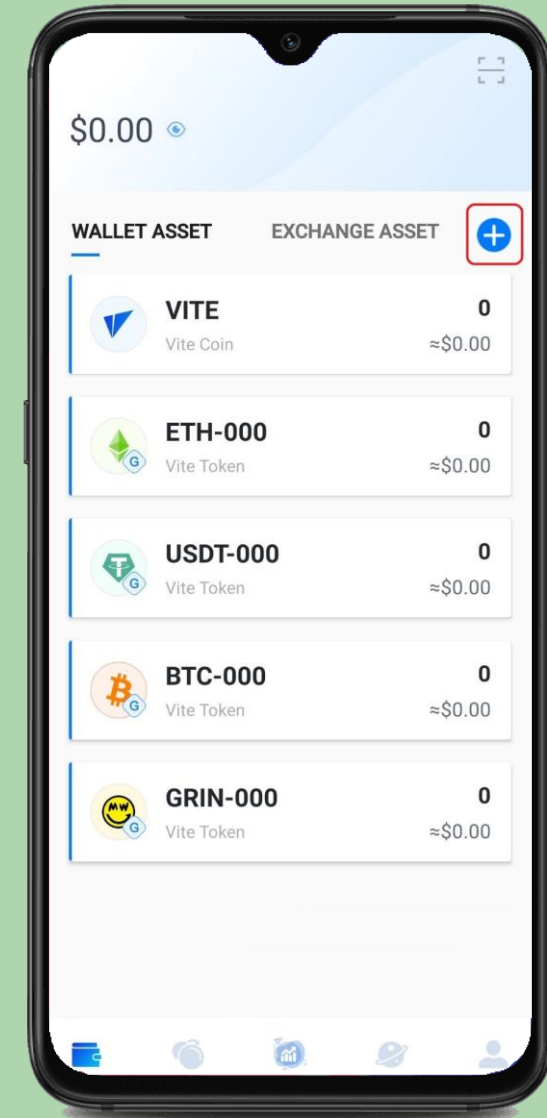 $0.00
WALLET ASSET EXCHANGE ASSET
VITE 0
Vite Coin ≈$0.00
ETH-000 0
G
Vite Token ≈$0.00
USDT-000 0
G
Vite Token ≈$0.00
BTC-000 0
G
Vite Token ≈$0.00
MW
GRIN-000 0
G
Vite Token ≈$0.00